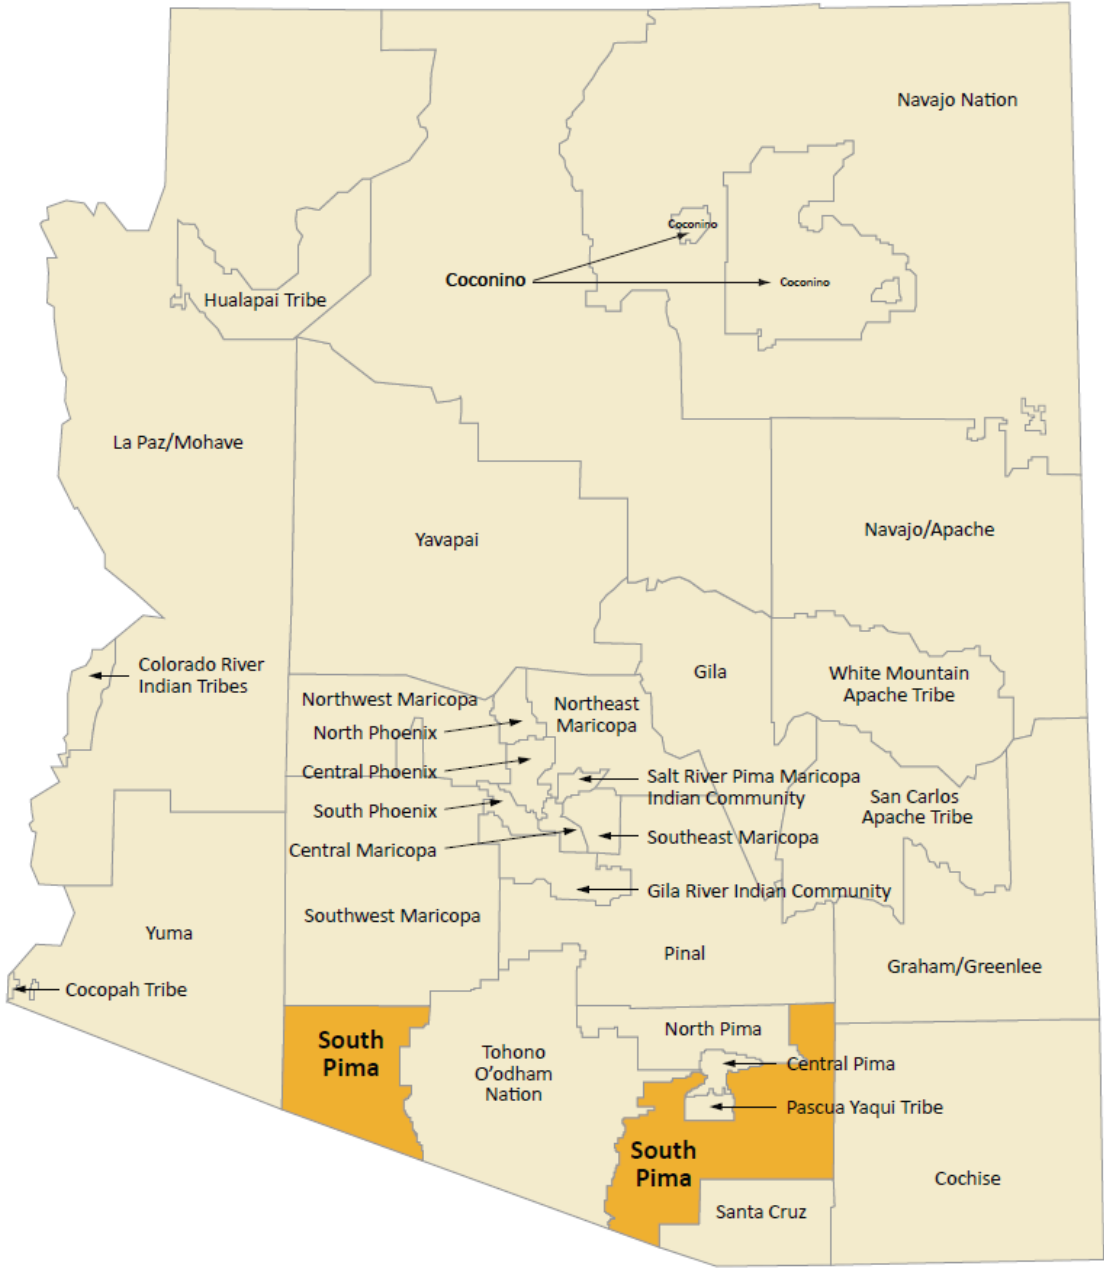 Navajo Nation
Coconino
Coconino
Coconino
Hualapai Tribe
La Paz/Mohave
Navajo/Apache
Yavapai
Colorado River
Indian Tribes
Gila
White Mountain
Apache Tribe
Northwest Maricopa
Northeast
Maricopa
North Phoenix
Central Phoenix
Salt River Pima Maricopa
Indian Community
San Carlos
Apache Tribe
South Phoenix
Southeast Maricopa
Central Maricopa
Gila River Indian Community
Southwest Maricopa
Yuma
Pinal
Graham/Greenlee
Cocopah Tribe
South
Pima
North Pima
Tohono
O'odham
Nation
Central Pima
Pascua Yaqui Tribe
South
Pima
Cochise
Santa Cruz